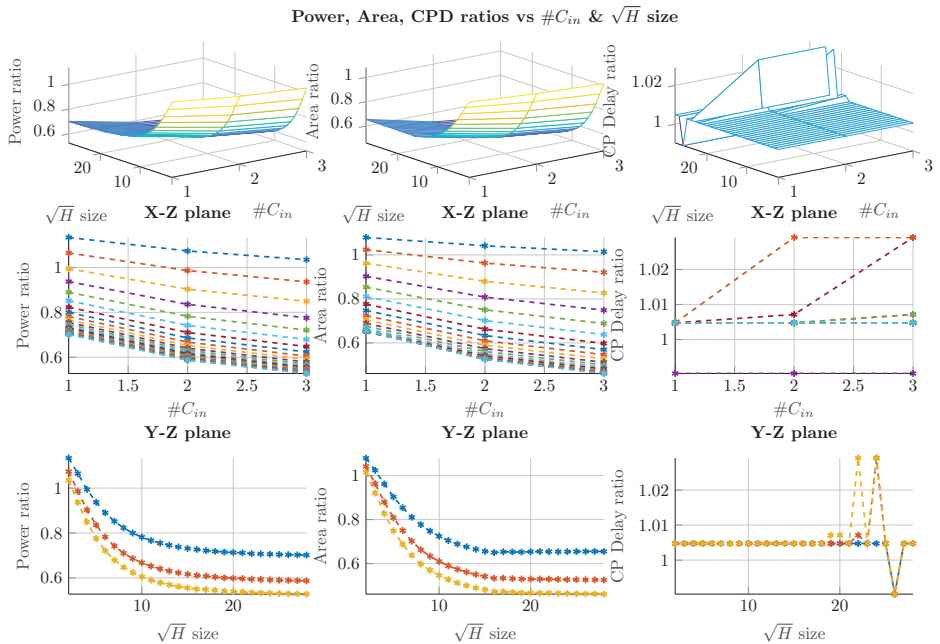 Power, Area, CPD ratios vs #C_in & √H size
Power ratio
1
0.8
0.6
20
10
1
2
3
√H size
#C_in
Area ratio
1
0.8
0.6
20
10
1
2
3
√H size
#C_in
CP Delay ratio
1.02
1
20
10
1
2
3
√H size
#C_in
X-Z plane
Power ratio
1
0.8
0.6
1
1.5
2
2.5
3
#C_in
X-Z plane
Area ratio
1
0.8
0.6
1
1.5
2
2.5
3
#C_in
X-Z plane
CP Delay ratio
1.02
1.01
1
1
1.5
2
2.5
3
#C_in
Y-Z plane
Power ratio
1
0.8
0.6
10
20
√H size
Y-Z plane
Area ratio
1
0.8
0.6
10
20
√H size
Y-Z plane
CP Delay ratio
1.02
1.01
1
10
20
√H size